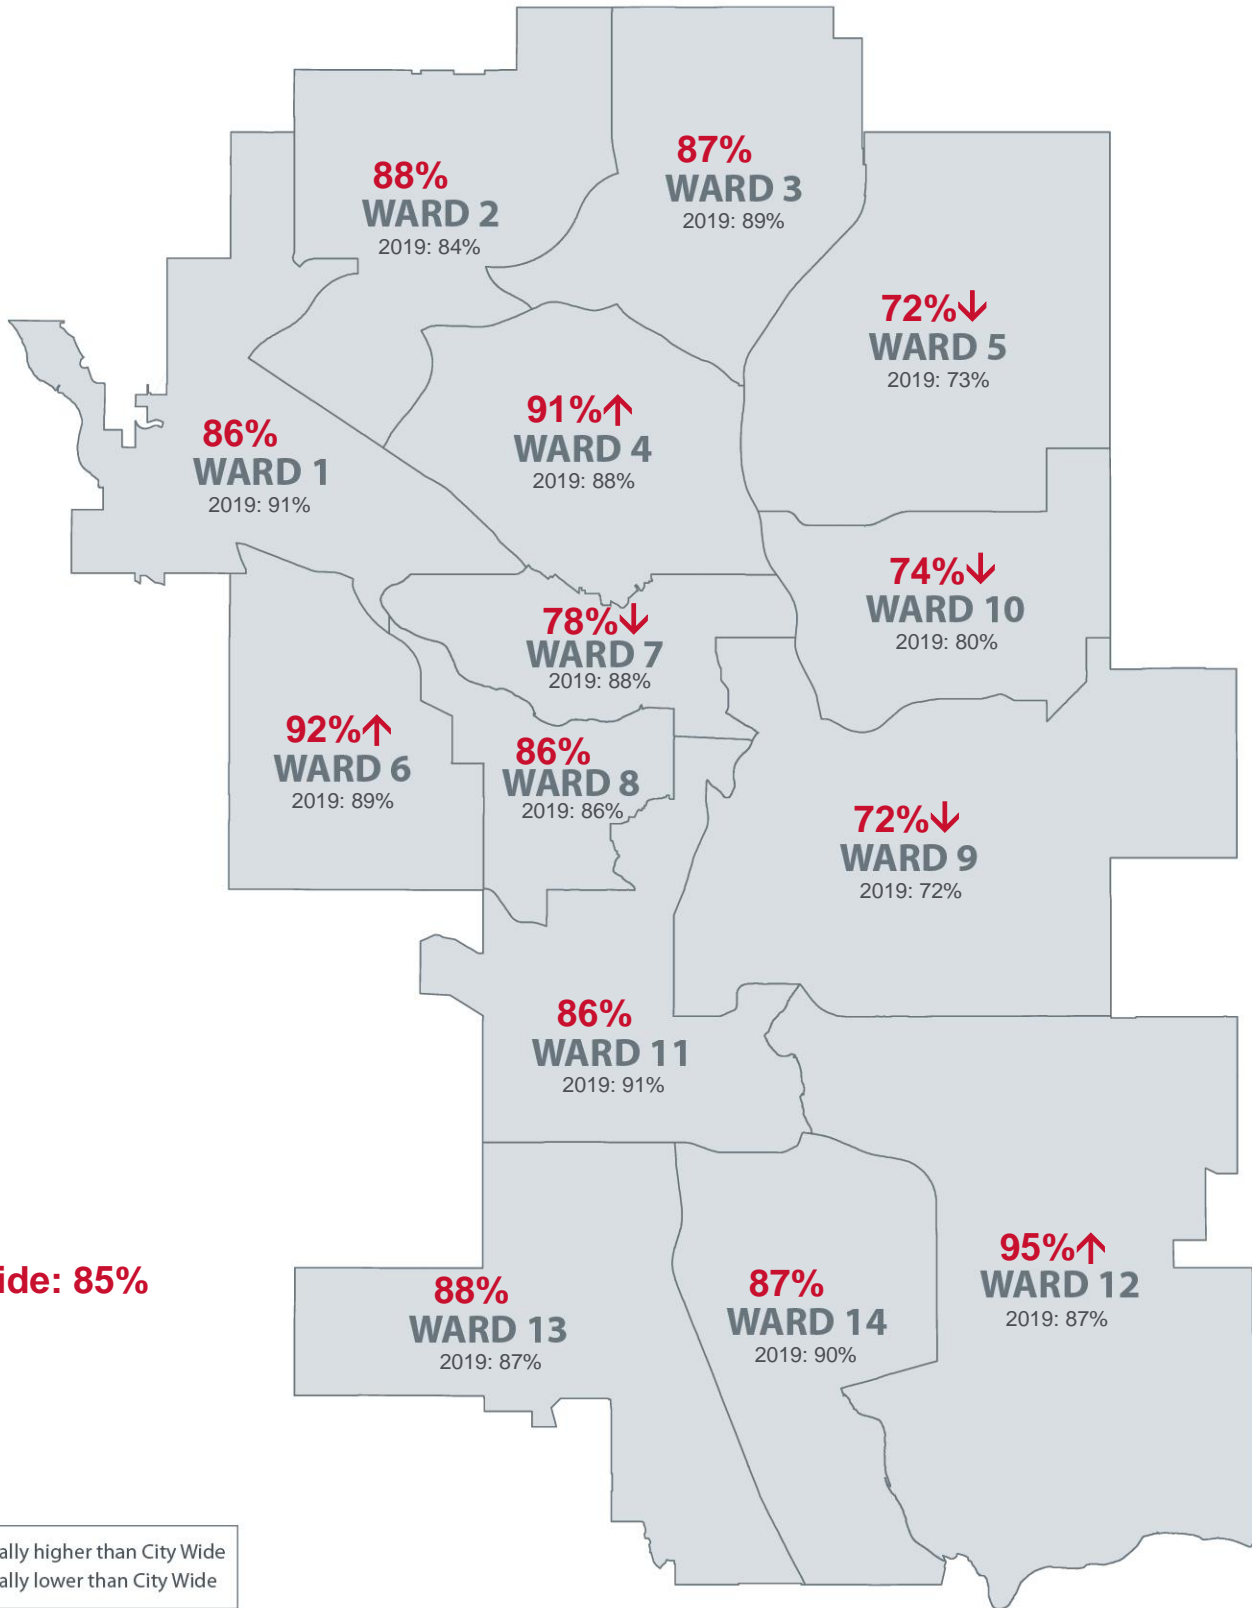 87%
WARD 3
2019: 89%
88%
WARD 2
2019: 84%
72%↓
WARD 5
2019: 73%
91%↑
WARD 4
2019: 88%
86%
WARD 1
2019: 91%
74%↓
WARD 10
2019: 80%
78%↓
WARD 7
2019: 88%
92%↑
WARD 6
2019: 89%
86%
WARD 8
2019: 86%
72%↓
WARD 9
2019: 72%
86%
WARD 11
2019: 91%
95%↑
WARD 12
2019: 87%
ide: 85%
88%
WARD 13
2019: 87%
87%
WARD 14
2019: 90%
ally higher than City Wide
ally lower than City Wide